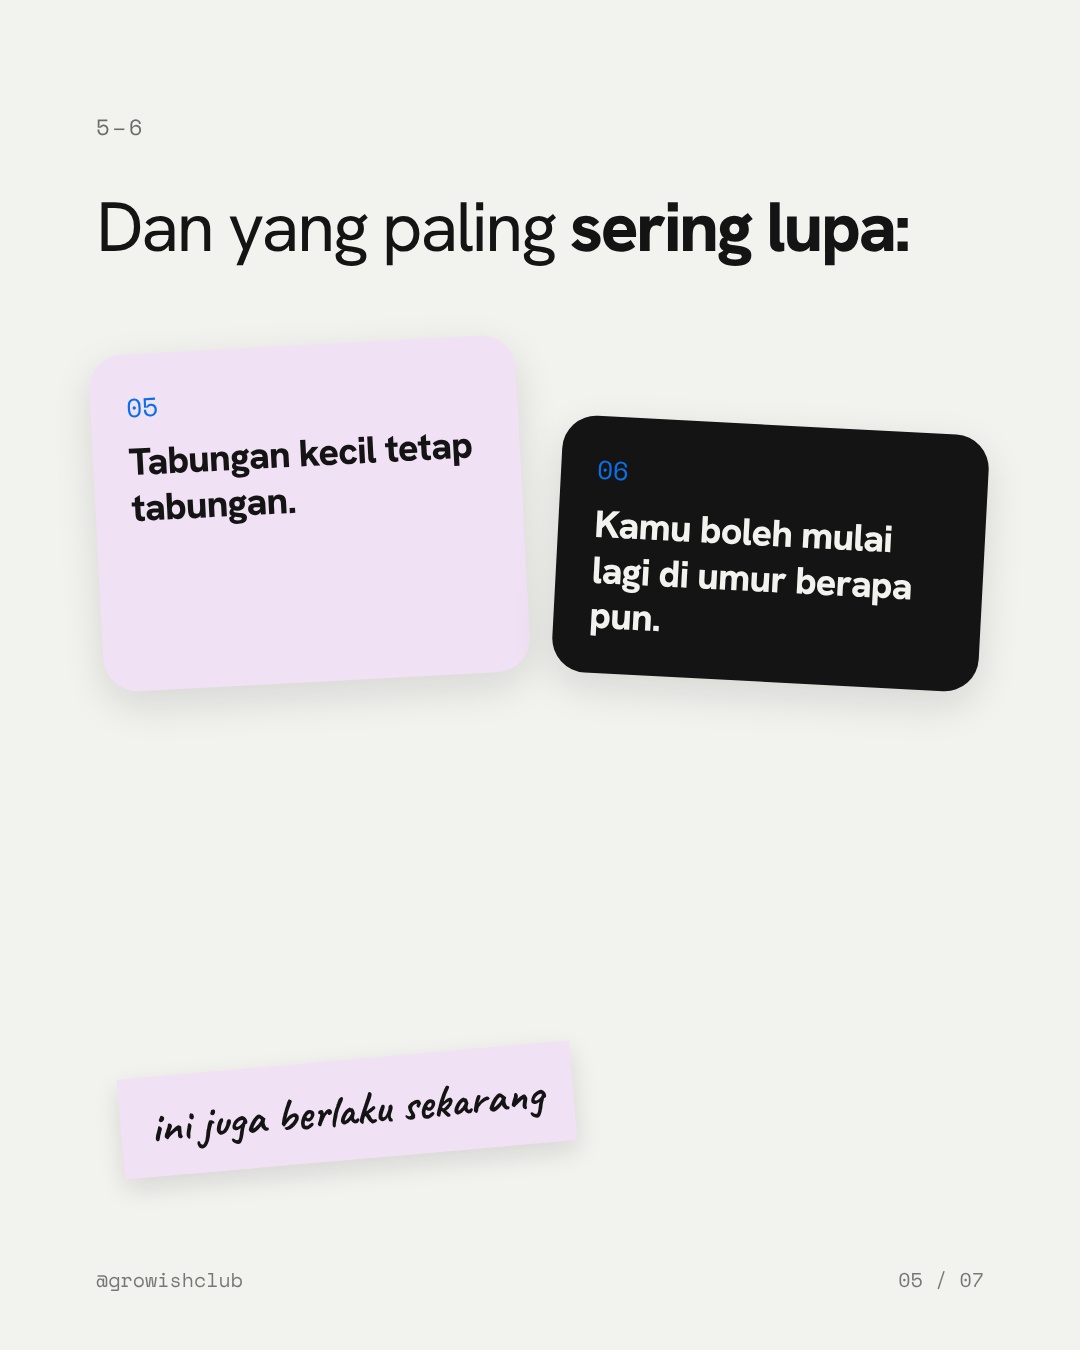 5–6
Dan yang paling sering lupa:
05
Tabungan kecil tetap
tabungan.
06
Kamu boleh mulai
lagi di umur berapa
pun.
ini juga berlaku sekarang
@growishclub
05 / 07